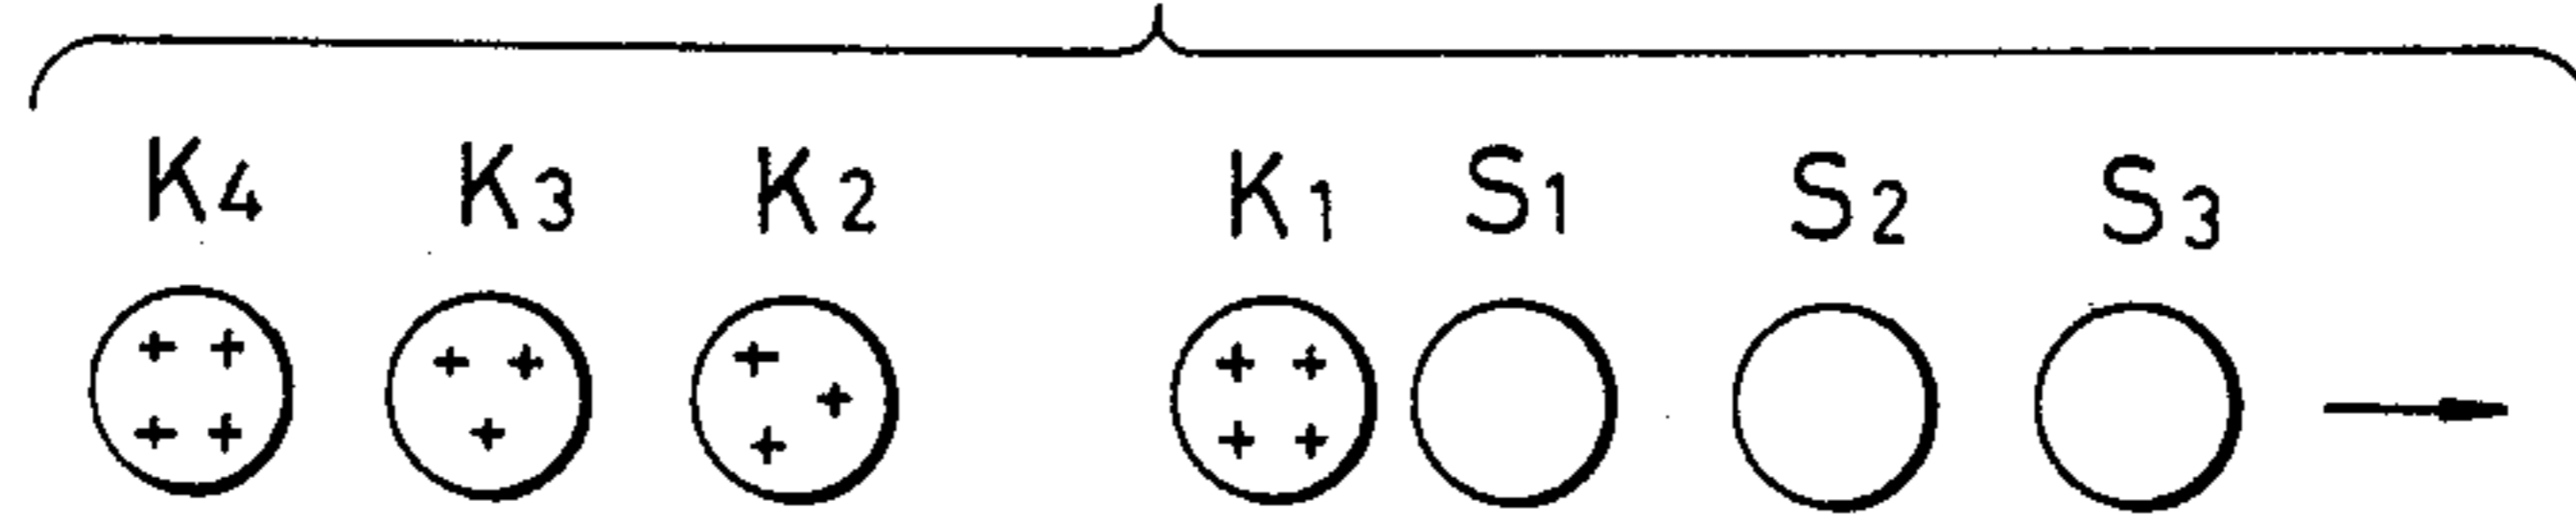 K4 K3 K2 K1 S1 S2 S3
+ + + + + + + +
+ + + + + +